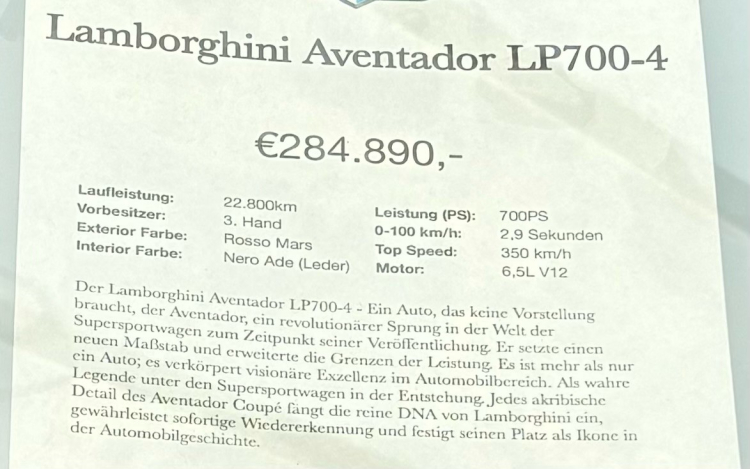 Lamborghini Aventador LP700-4
€284.890,-
Laufleistung: 22.800km
Vorbesitzer: 3. Hand
Exterior Farbe: Rosso Mars
Interior Farbe: Nero Ade (Leder)
Leistung (PS): 700PS
0-100 km/h: 2,9 Sekunden
Top Speed: 350 km/h
Motor: 6,5L V12
Der Lamborghini Aventador LP700-4 - Ein Auto, das keine Vorstellung
braucht, der Aventador, ein revolutionärer Sprung in der Welt der
Supersportwagen zum Zeitpunkt seiner Veröffentlichung. Er setzte einen
neuen Maßstab und erweiterte die Grenzen der Leistung. Es ist mehr als nur
ein Auto; es verkörpert visionäre Exzellenz im Automobilbereich. Als wahre
Legende unter den Supersportwagen in der Entstehung. Jedes akribische
Detail des Aventador Coupé fängt die reine DNA von Lamborghini ein,
gewährleistet sofortige Wiedererkennung und festigt seinen Platz als Ikone in
der Automobilgeschichte.